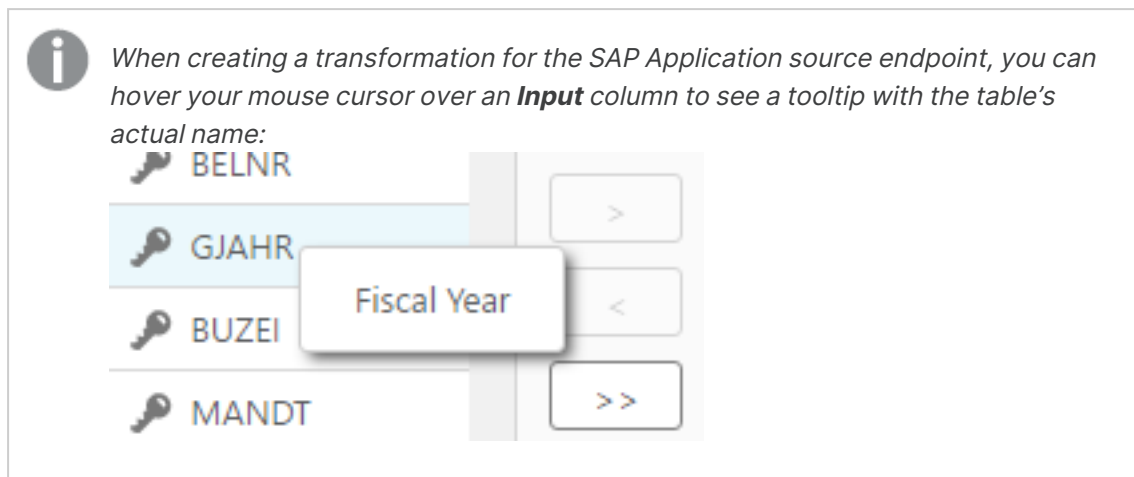 When creating a transformation for the SAP Application source endpoint, you can
hover your mouse cursor over an Input column to see a tooltip with the table’s
actual name:
BELNR
>
GJAHR
Fiscal Year
<
BUZEI
>>
MANDT